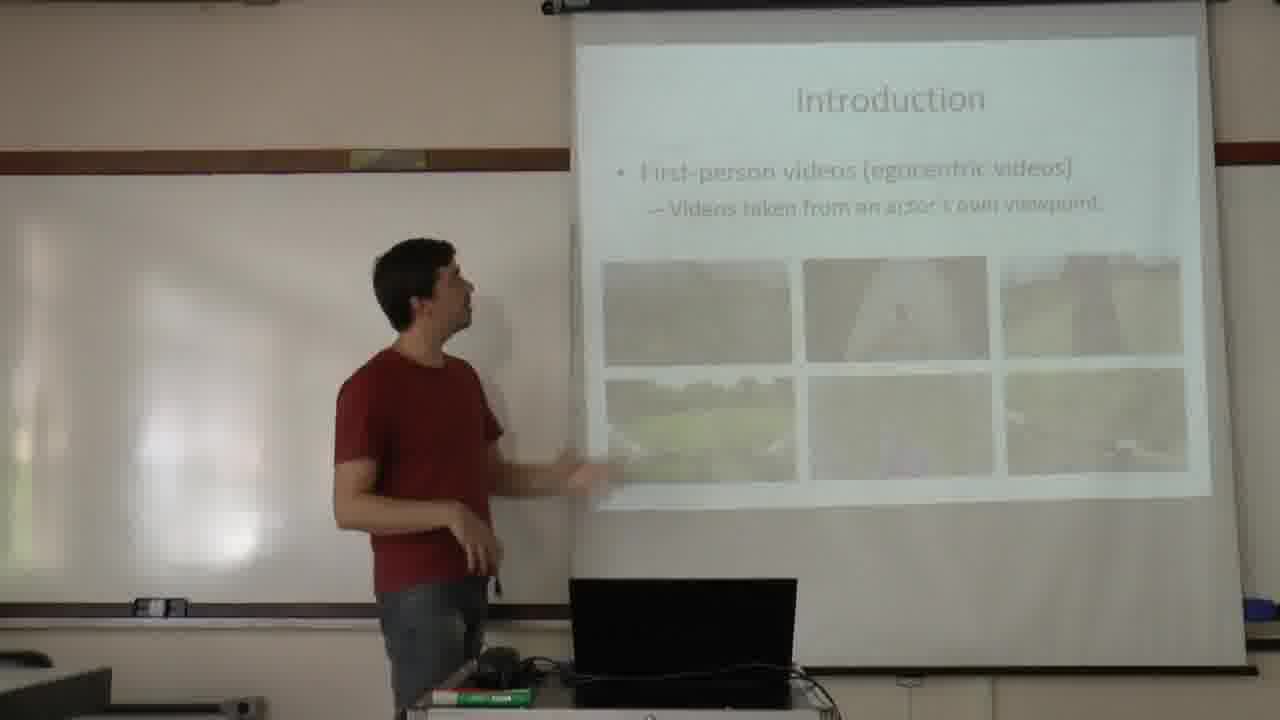 Introduction
• First-person videos (egocentric videos)
– Videos taken from an actor's own viewpoint.